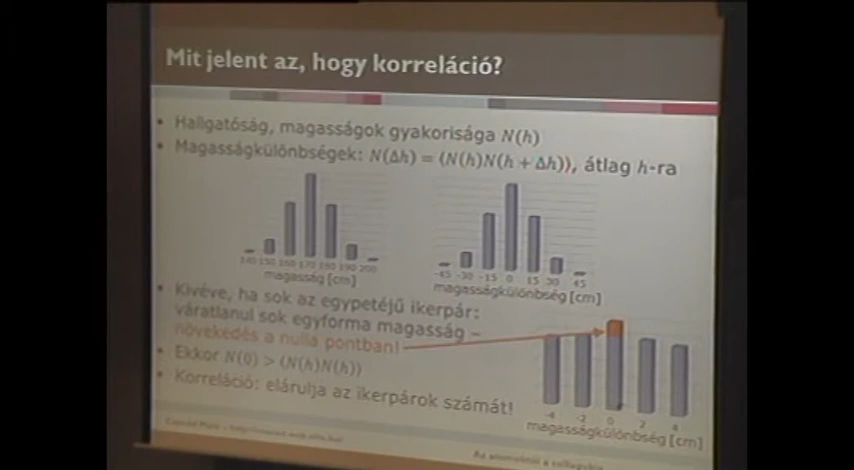 Mit jelent az, hogy korreláció?
• Hallgatóság, magasságok gyakorisága N(h)
• Magasságkülönbségek: N(Δh) = ⟨N(h)N(h + Δh)⟩, átlag h-ra
140 150 160 170 180 190 200
magasság [cm]
-45 -30 -15 0 15 30 45
magasságkülönbség [cm]
• Kivéve, ha sok az egypetéjű ikerpár:
váratlanul sok egyforma magasság –
növekedés a nulla pontban!
• Ekkor N(0) > ⟨N(h)N(h)⟩
• Korreláció: elárulja az ikerpárok számát!
-4 -2 0 2 4
magasságkülönbség [cm]
Az atomoktól a csillagokig